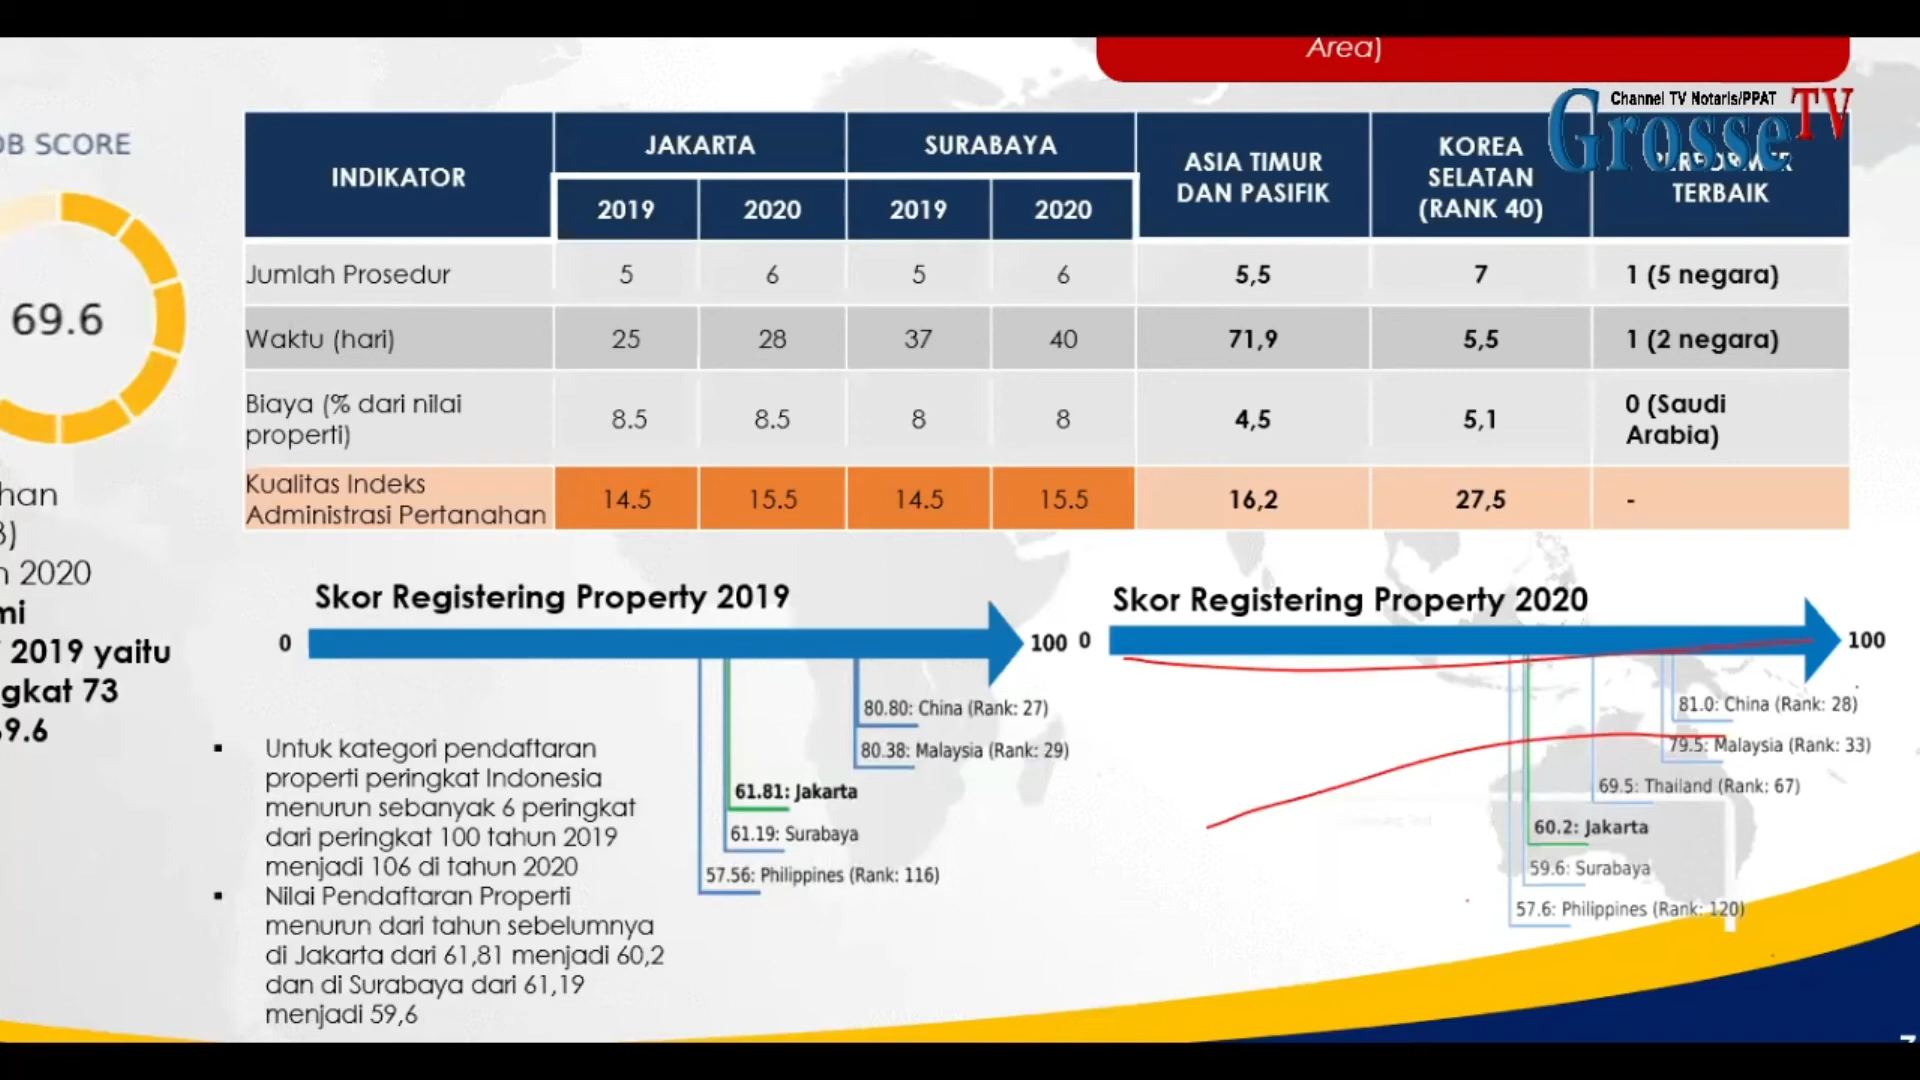 Area)
Channel TV Notaris/PPAT
Grosse TV
DB SCORE
69.6
2020
2019 yaitu
73
INDIKATOR
JAKARTA
SURABAYA
ASIA TIMUR
DAN PASIFIK
KOREA
SELATAN
(RANK 40)
TERBAIK
2019
2020
2019
2020
Jumlah Prosedur 5 6 5 6 5,5 7 1 (5 negara)
Waktu (hari) 25 28 37 40 71,9 5,5 1 (2 negara)
Biaya (% dari nilai
properti) 8.5 8.5 8 8 4,5 5,1 0 (Saudi
Arabia)
Kualitas Indeks
Administrasi Pertanahan 14.5 15.5 14.5 15.5 16,2 27,5 -
Skor Registering Property 2019
0 100
80.80: China (Rank: 27)
80.38: Malaysia (Rank: 29)
61.81: Jakarta
61.19: Surabaya
57.56: Philippines (Rank: 116)
Skor Registering Property 2020
0 100
81.0: China (Rank: 28)
79.5: Malaysia (Rank: 33)
69.5: Thailand (Rank: 67)
60.2: Jakarta
59.6: Surabaya
57.6: Philippines (Rank: 120)
▪ Untuk kategori pendaftaran
properti peringkat Indonesia
menurun sebanyak 6 peringkat
dari peringkat 100 tahun 2019
menjadi 106 di tahun 2020
▪ Nilai Pendaftaran Properti
menurun dari tahun sebelumnya
di Jakarta dari 61,81 menjadi 60,2
dan di Surabaya dari 61,19
menjadi 59,6